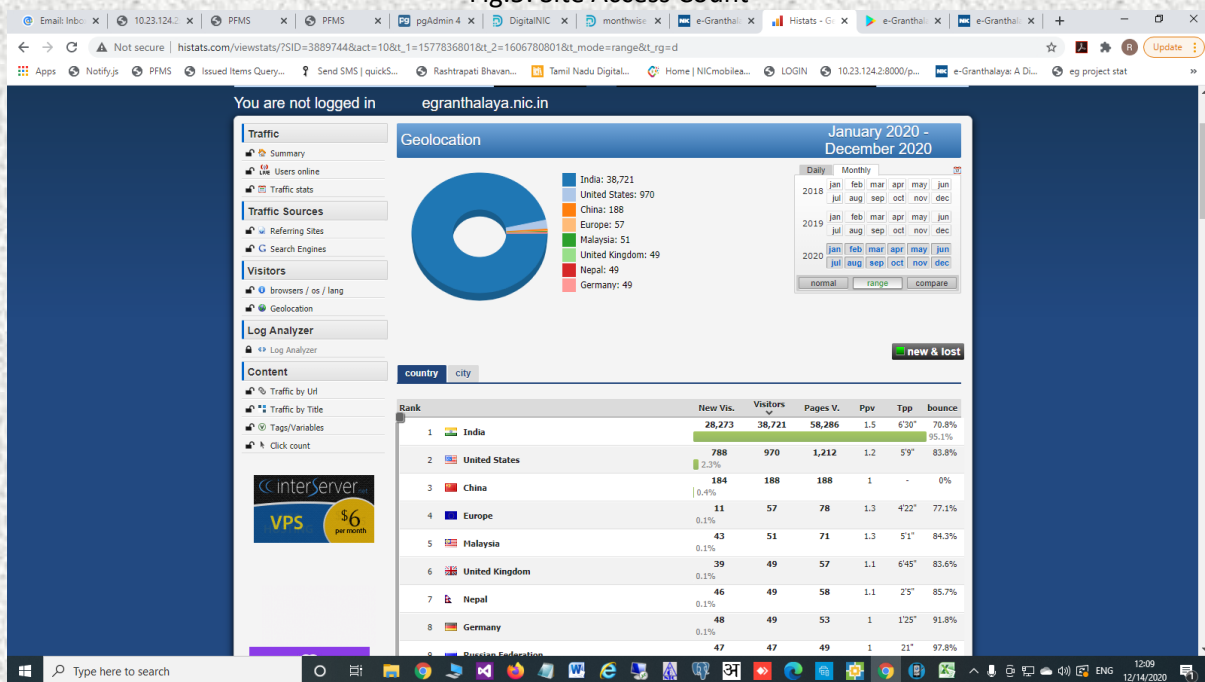 Fig.5: Site Access Count
Email: Inbo PFMS PFMS pgAdmin 4 DigitalNIC monthwise e-Granthal Histats - G e-Granthal e-Granthal
10.23.124.2
Not secure | histats.com/viewstats/?SID=3889744&act=10&t_1=1577836801&t_2=1606780801&t_mode=range&t_rg=d Update
Apps Notify.js PFMS Issued Items Query... Send SMS | quickS... Rashtrapati Bhavan... Tamil Nadu Digital... Home | NICmobilea... LOGIN 10.23.124.2:8000/p... e-Granthalaya: A Di... eg project stat »
You are not logged in egranthalaya.nic.in
Traffic
Summary
Users online
Traffic stats
Traffic Sources
Referring Sites
Search Engines
Visitors
browsers / os / lang
Geolocation
Log Analyzer
Log Analyzer
Content
Traffic by Url
Traffic by Title
Tags/Variables
Click count
interServer.net
VPS $6 per month
Geolocation
January 2020 -
December 2020
India: 38,721
United States: 970
China: 188
Europe: 57
Malaysia: 51
United Kingdom: 49
Nepal: 49
Germany: 49
Daily Monthly
2018 jan feb mar apr may jun
jul aug sep oct nov dec
2019 jan feb mar apr may jun
jul aug sep oct nov dec
2020 jan feb mar apr may jun
jul aug sep oct nov dec
normal range compare
new & lost
country city
Rank New Vis. Visitors Pages V. Ppv Tpp bounce
1 India 28,273 38,721 58,286 1.5 6'30" 70.8%
95.1%
2 United States 788 970 1,212 1.2 5'9" 83.8%
2.3%
3 China 184 188 188 1 - 0%
0.4%
4 Europe 11 57 78 1.3 4'22" 77.1%
0.1%
5 Malaysia 43 51 71 1.3 5'1" 84.3%
0.1%
6 United Kingdom 39 49 57 1.1 6'45" 83.6%
0.1%
7 Nepal 46 49 58 1.1 2'5" 85.7%
0.1%
8 Germany 48 49 53 1 1'25" 91.8%
0.1%
9 Russian Federation 47 47 49 1 21" 97.8%
Type here to search
अ
ENG
12:09
12/14/2020